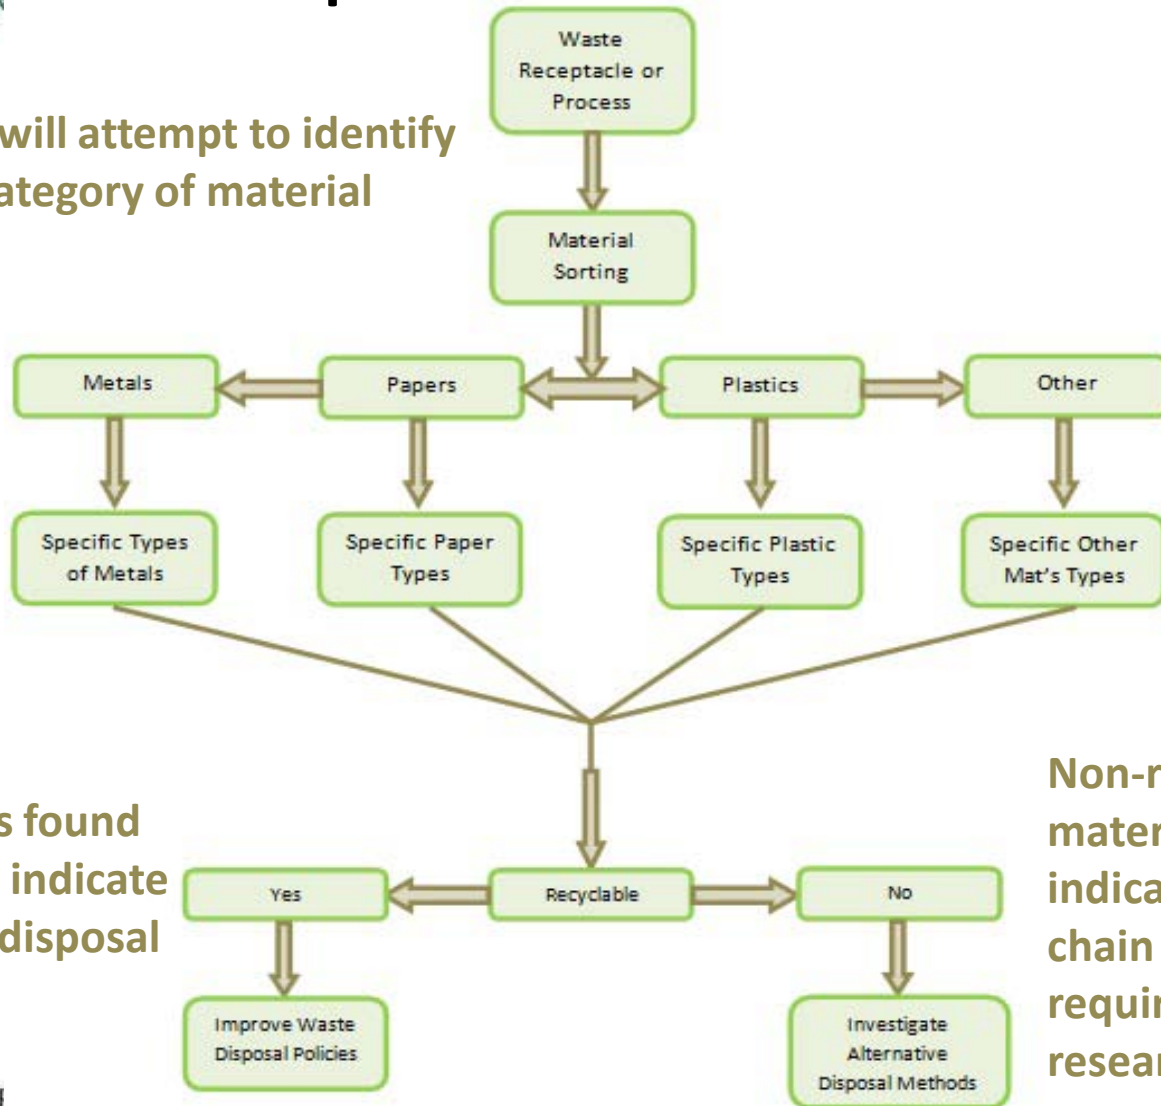 Waste
Receptacle or
Process
will attempt to identify
ategory of material
Material
Sorting
Metals
Papers
Plastics
Other
Specific Types
of Metals
Specific Paper
Types
Specific Plastic
Types
Specific Other
Mat's Types
s found
indicate
disposal
Non-r
mater
indica
chain
requir
resear
Yes
Recyclable
No
Improve Waste
Disposal Policies
Investigate
Alternative
Disposal Methods